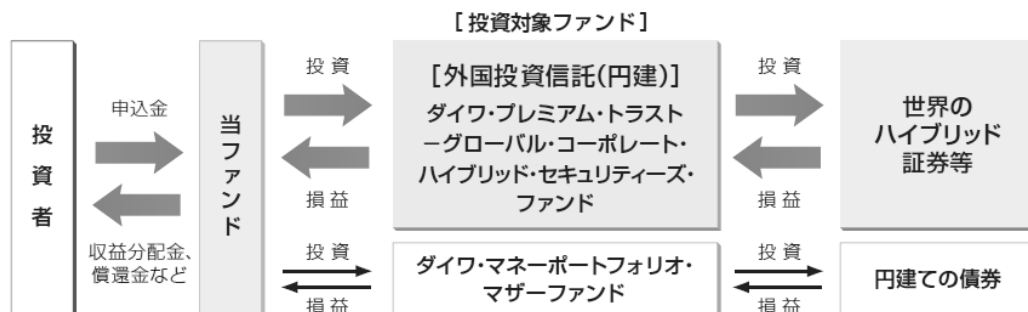 [ 投資対象ファンド ]
投資者
申込金
収益分配金、
償還金など
当ファンド
投 資
損 益
[外国投資信託(円建)]
ダイワ・プレミアム・トラスト
－グローバル・コーポレート・
ハイブリッド・セキュリティーズ・
ファンド
投 資
損 益
世界の
ハイブリッド
証券等
投 資
損 益
ダイワ・マネーポートフォリオ・
マザーファンド
投 資
損 益
円建ての債券